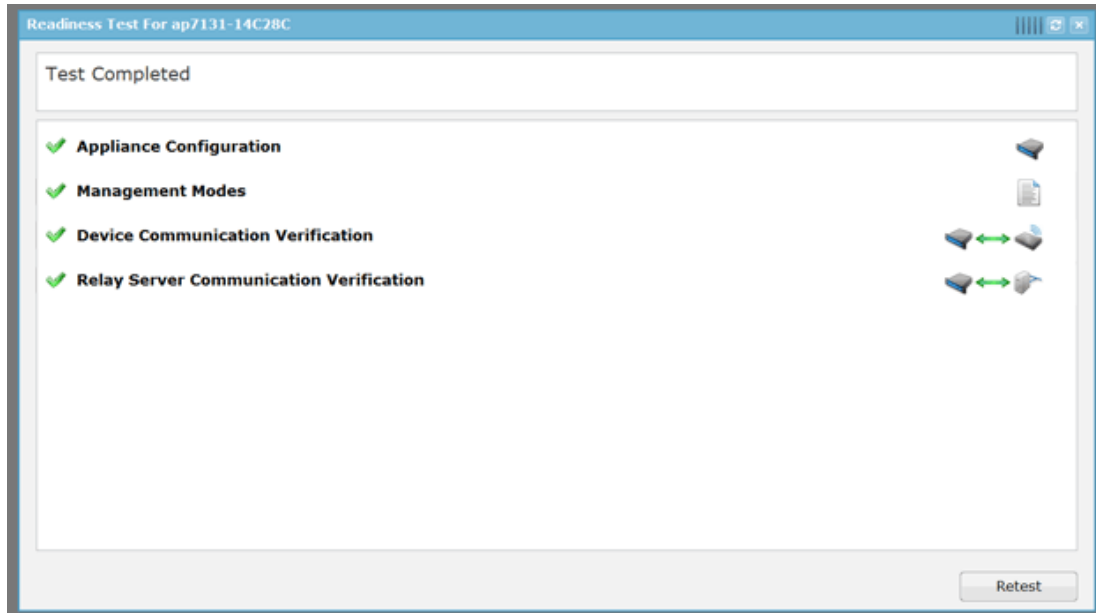 Readiness Test For ap7131-14C28C
Test Completed
Appliance Configuration
Management Modes
Device Communication Verification
Relay Server Communication Verification
Retest